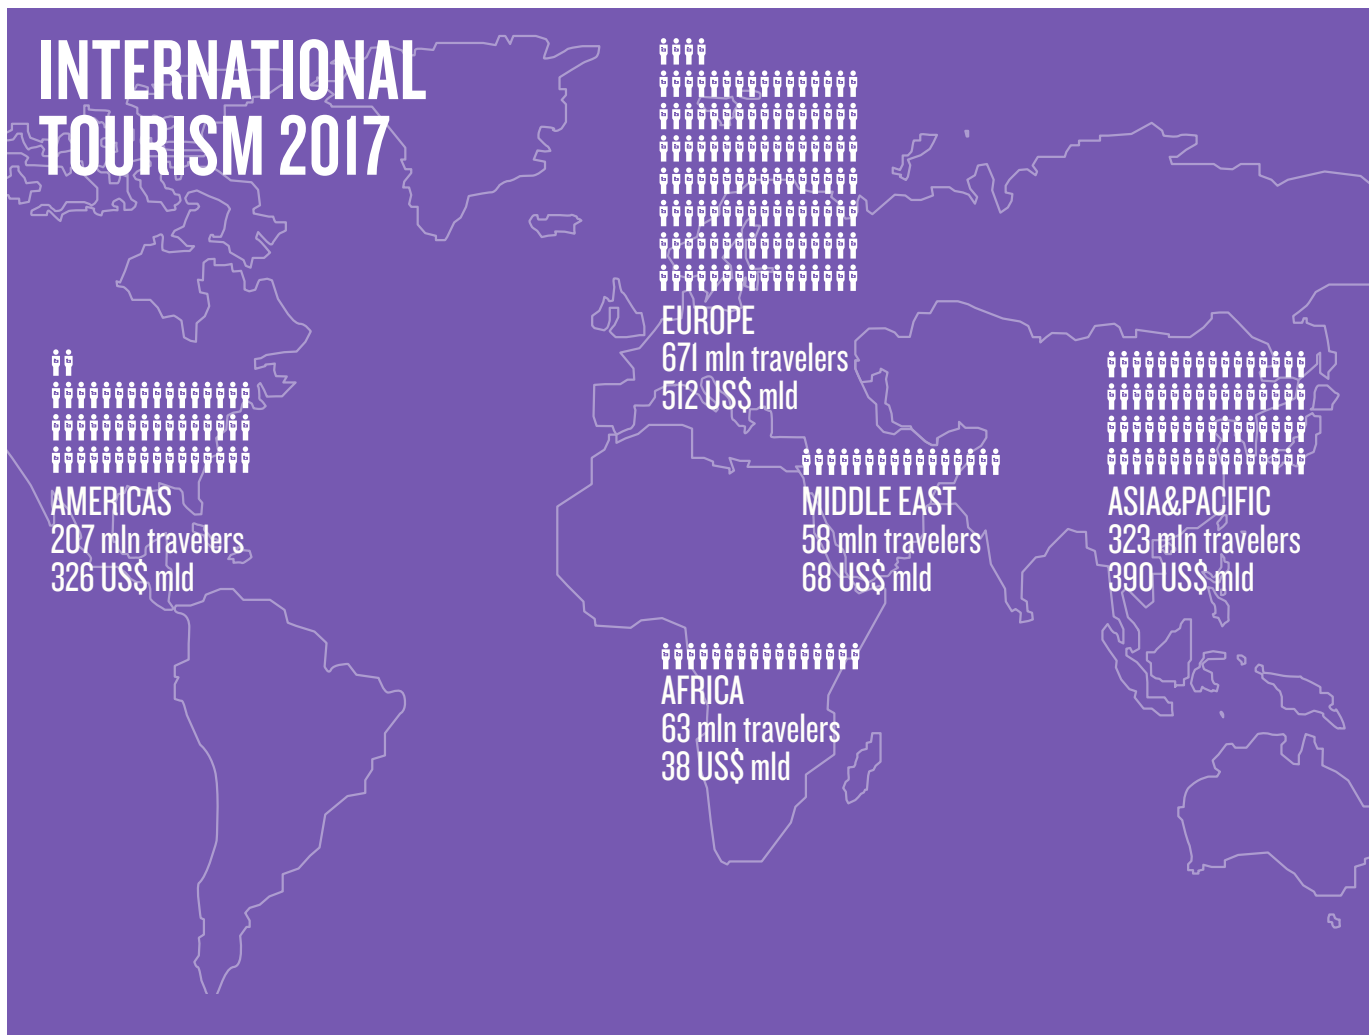 INTERNATIONAL
TOURISM 2017
EUROPE
671 mln travelers
512 US$ mld
AMERICAS
207 mln travelers
326 US$ mld
MIDDLE EAST
58 mln travelers
68 US$ mld
ASIA&PACIFIC
323 mln travelers
390 US$ mld
AFRICA
63 mln travelers
38 US$ mld